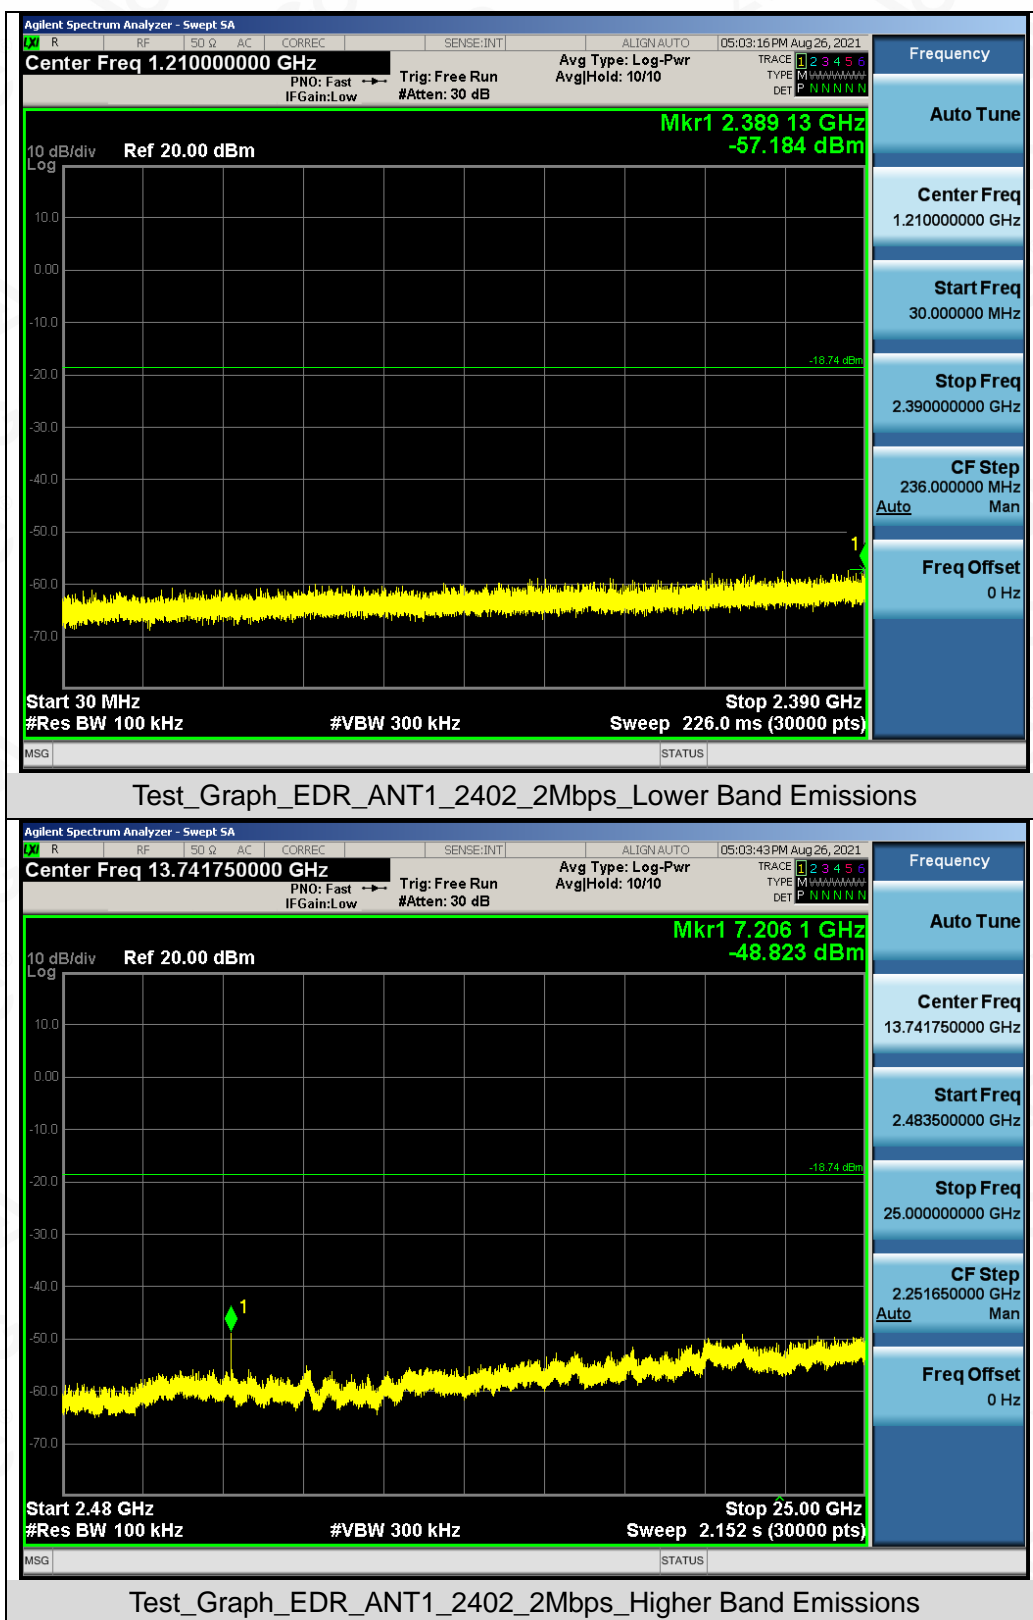 Agilent Spectrum Analyzer - Swept SA
LXI R RF 50 Ω AC CORREC SENSE:INT ALIGN AUTO 05:03:16 PM Aug 26, 2021
Center Freq 1.210000000 GHz
PNO: Fast
IFGain:Low
Trig: Free Run
#Atten: 30 dB
Avg Type: Log-Pwr
Avg|Hold: 10/10
TRACE 1 2 3 4 5 6
TYPE M WWWWW
DET P N N N N N
Mkr1 2.389 13 GHz
-57.184 dBm
10 dB/div Ref 20.00 dBm
Log
10.0
0.00
-10.0
-18.74 dBm
-20.0
-30.0
-40.0
-50.0
1
-60.0
-70.0
Start 30 MHz Stop 2.390 GHz
#Res BW 100 kHz #VBW 300 kHz Sweep 226.0 ms (30000 pts)
MSG STATUS
Frequency
Auto Tune
Center Freq
1.210000000 GHz
Start Freq
30.000000 MHz
Stop Freq
2.390000000 GHz
CF Step
236.000000 MHz
Auto Man
Freq Offset
0 Hz
Test_Graph_EDR_ANT1_2402_2Mbps_Lower Band Emissions
Agilent Spectrum Analyzer - Swept SA
LXI R RF 50 Ω AC CORREC SENSE:INT ALIGN AUTO 05:03:43 PM Aug 26, 2021
Center Freq 13.741750000 GHz
PNO: Fast
IFGain:Low
Trig: Free Run
#Atten: 30 dB
Avg Type: Log-Pwr
Avg|Hold: 10/10
TRACE 1 2 3 4 5 6
TYPE M WWWWW
DET P N N N N N
Mkr1 7.206 1 GHz
-48.823 dBm
10 dB/div Ref 20.00 dBm
Log
10.0
0.00
-10.0
-18.74 dBm
-20.0
-30.0
-40.0
1
-50.0
-60.0
-70.0
Start 2.48 GHz Stop 25.00 GHz
#Res BW 100 kHz #VBW 300 kHz Sweep 2.152 s (30000 pts)
MSG STATUS
Frequency
Auto Tune
Center Freq
13.741750000 GHz
Start Freq
2.483500000 GHz
Stop Freq
25.000000000 GHz
CF Step
2.251650000 GHz
Auto Man
Freq Offset
0 Hz
Test_Graph_EDR_ANT1_2402_2Mbps_Higher Band Emissions